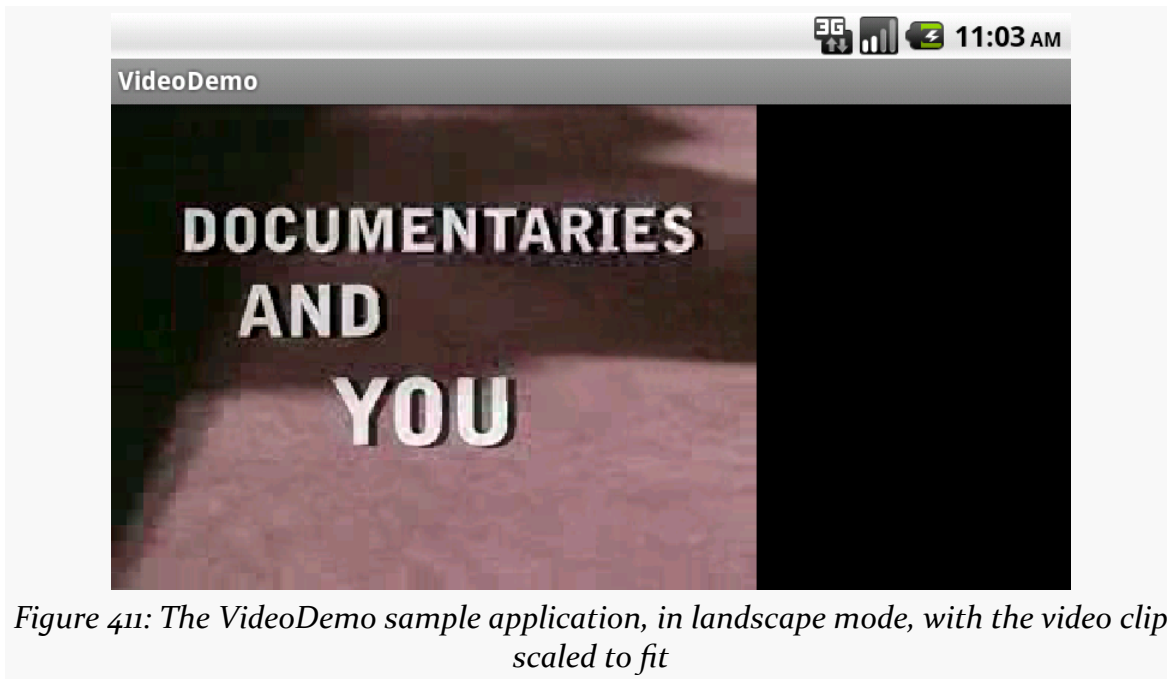 3G 11:03 AM
VideoDemo
DOCUMENTARIES
AND
YOU
Figure 411: The VideoDemo sample application, in landscape mode, with the video clip
scaled to fit